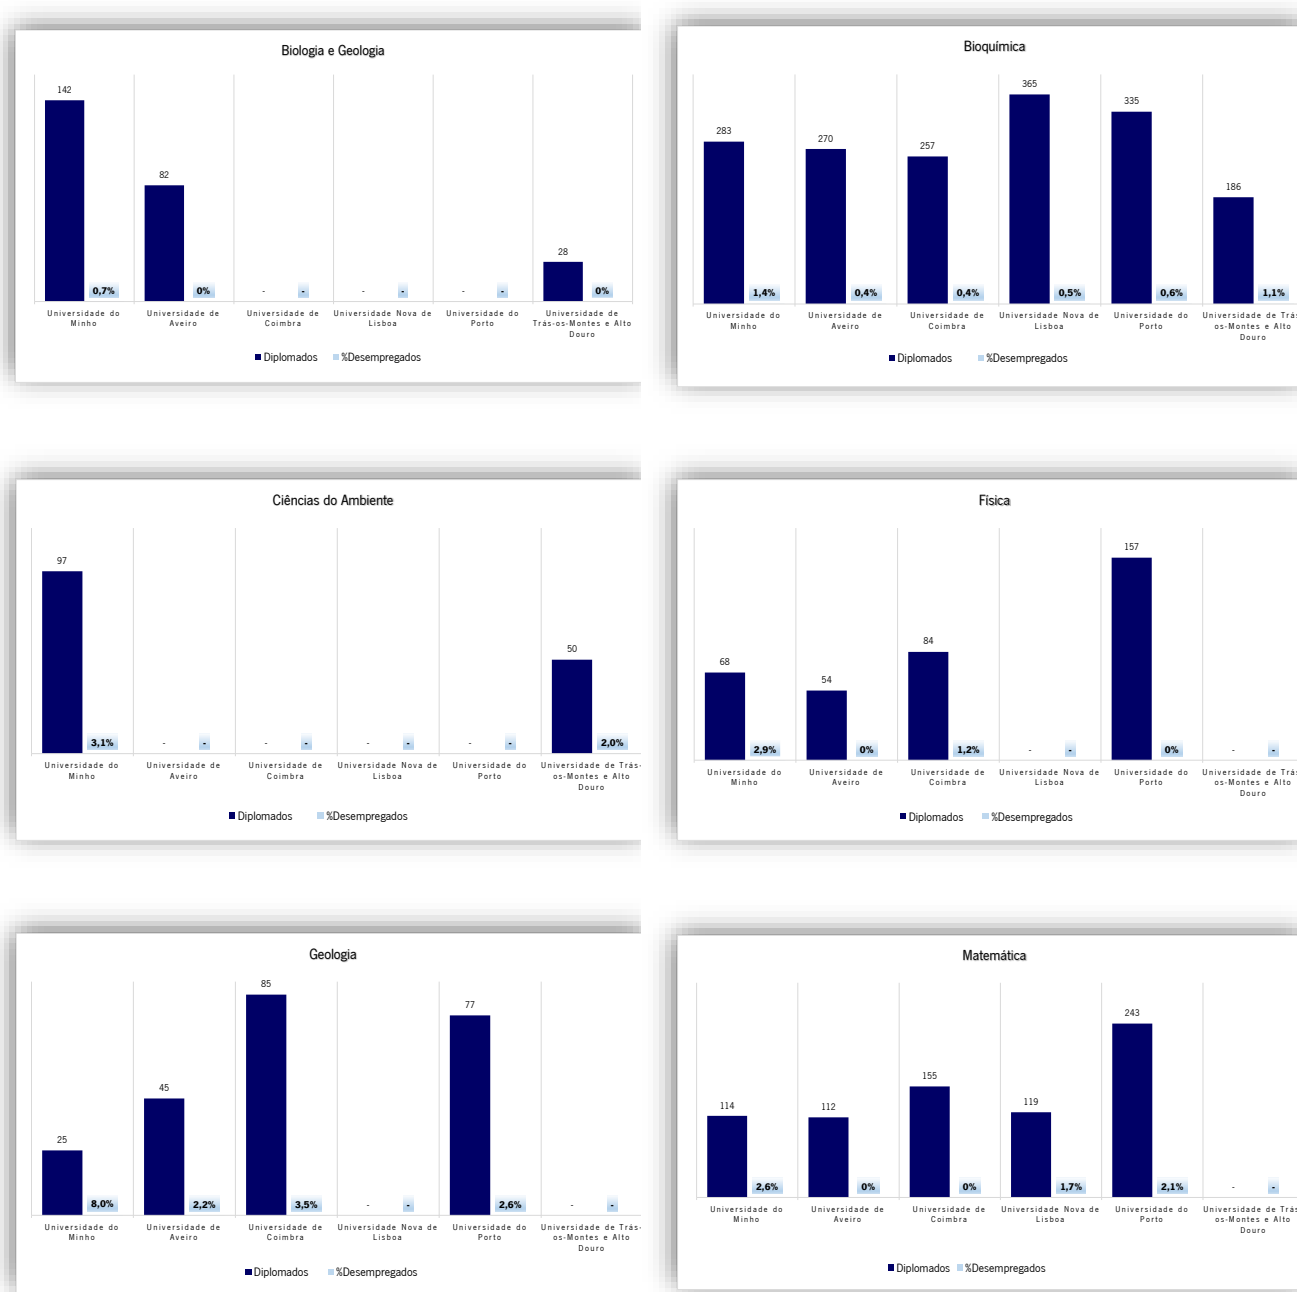 Biologia e Geologia
142
82
28
0,7%
0%
-
-
-
-
-
-
0%
Universidade do Minho
Universidade de Aveiro
Universidade de Coimbra
Universidade Nova de Lisboa
Universidade do Porto
Universidade de Trás-os-Montes e Alto Douro
Diplomados
%Desempregados
Bioquímica
283
270
257
365
335
186
1,4%
0,4%
0,4%
0,5%
0,6%
1,1%
Universidade do Minho
Universidade de Aveiro
Universidade de Coimbra
Universidade Nova de Lisboa
Universidade do Porto
Universidade de Trás-os-Montes e Alto Douro
Diplomados
%Desempregados
Ciências do Ambiente
97
50
3,1%
-
-
-
-
-
-
-
-
2,0%
Universidade do Minho
Universidade de Aveiro
Universidade de Coimbra
Universidade Nova de Lisboa
Universidade do Porto
Universidade de Trás-os-Montes e Alto Douro
Diplomados
%Desempregados
Física
68
54
84
157
2,9%
0%
1,2%
-
-
0%
-
-
Universidade do Minho
Universidade de Aveiro
Universidade de Coimbra
Universidade Nova de Lisboa
Universidade do Porto
Universidade de Trás-os-Montes e Alto Douro
Diplomados
%Desempregados
Geologia
25
45
85
77
8,0%
2,2%
3,5%
-
-
2,6%
-
-
Universidade do Minho
Universidade de Aveiro
Universidade de Coimbra
Universidade Nova de Lisboa
Universidade do Porto
Universidade de Trás-os-Montes e Alto Douro
Diplomados
%Desempregados
Matemática
114
112
155
119
243
2,6%
0%
0%
1,7%
2,1%
-
-
Universidade do Minho
Universidade de Aveiro
Universidade de Coimbra
Universidade Nova de Lisboa
Universidade do Porto
Universidade de Trás-os-Montes e Alto Douro
Diplomados
%Desempregados